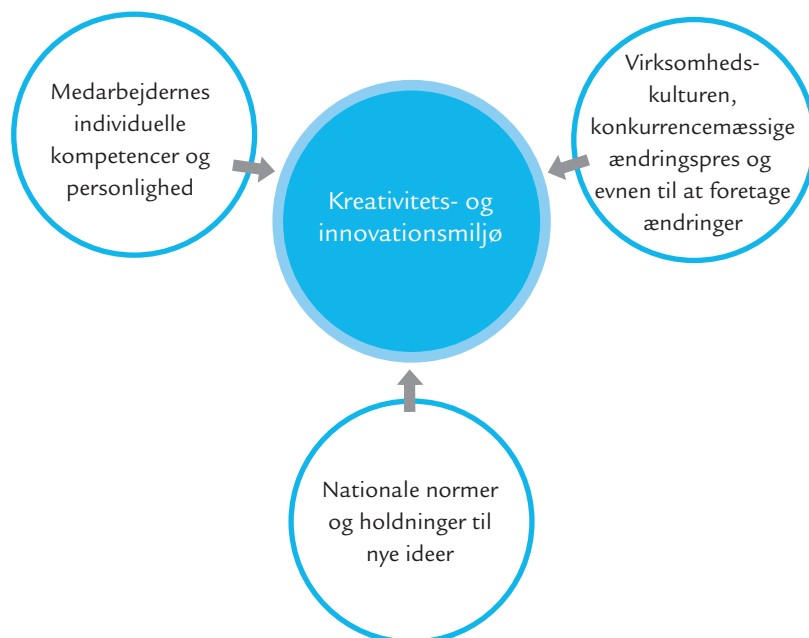 Medarbejdernes
individuelle
kompetencer og
personlighed
Kreativitets- og
innovationsmiljø
Virksomheds-
kulturen,
konkurrencemæssige
ændringspres og
evnen til at foretage
ændringer
Nationale normer
og holdninger til
nye ideer